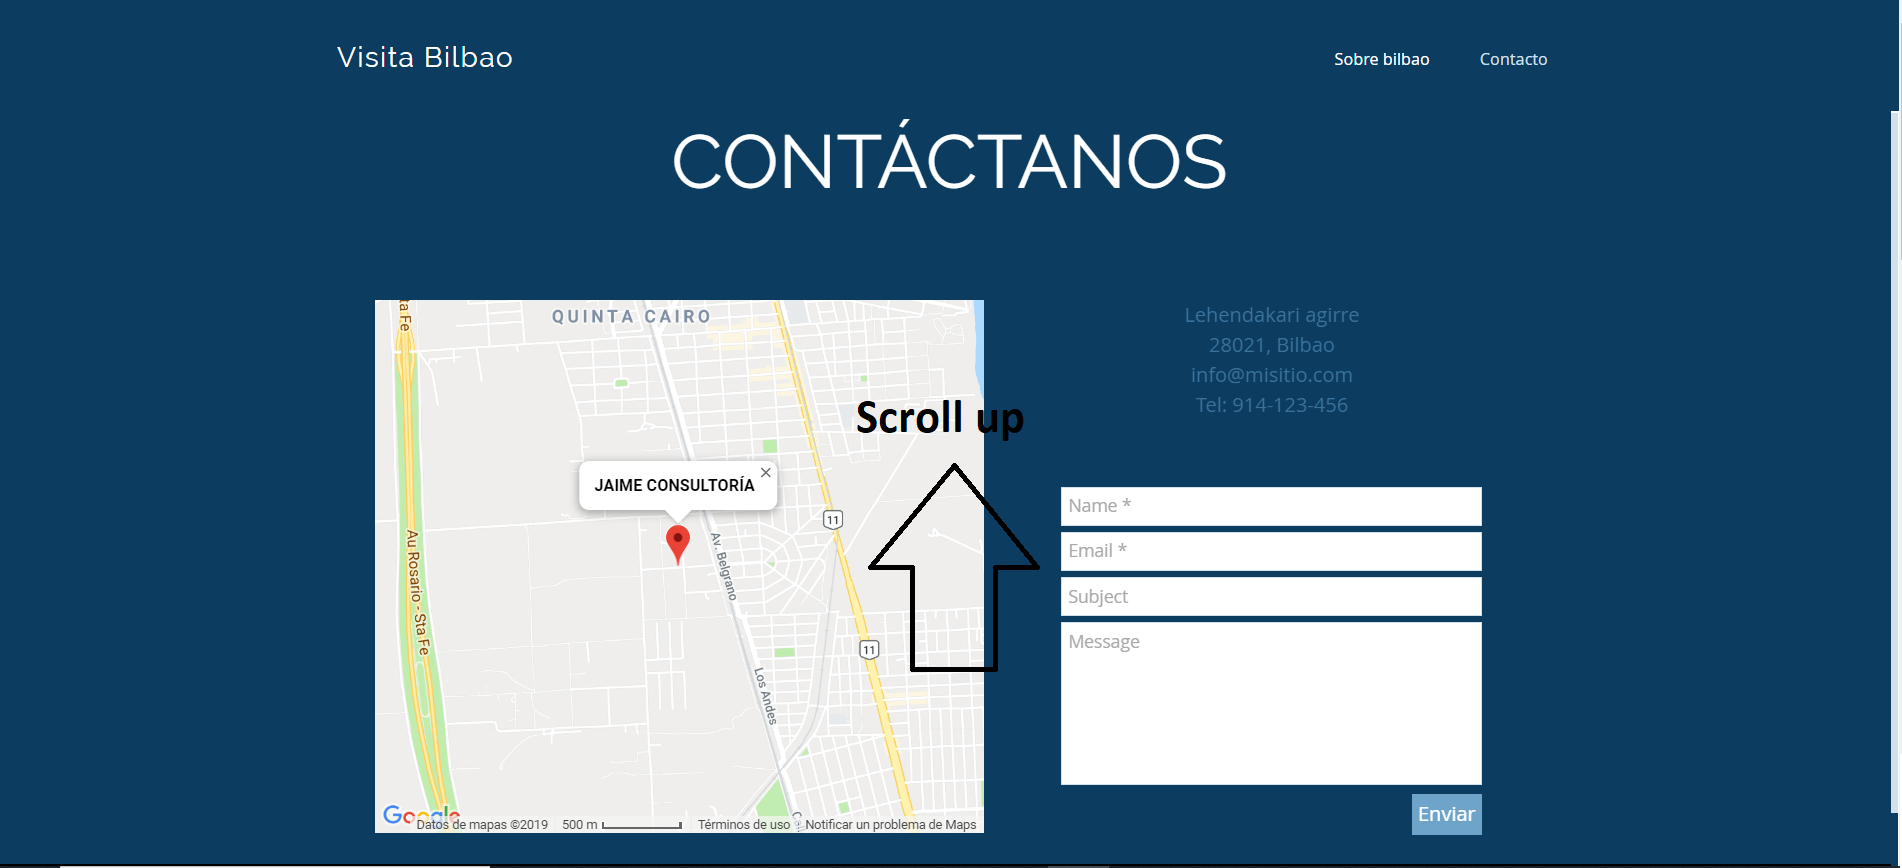 Visita Bilbao
Sobre bilbao
Contacto
CONTÁCTANOS
ta Fe
QUINTA CAIRO
JAIME CONSULTORÍA
11
Av. Belgrano
Au Rosario - Sta Fe
11
Los Andes
Google
Datos de mapas ©2019
500 m
Términos de uso
Notificar un problema de Maps
Scroll up
Lehendakari agirre
28021, Bilbao
info@misitio.com
Tel: 914-123-456
Name *
Email *
Subject
Message
Enviar